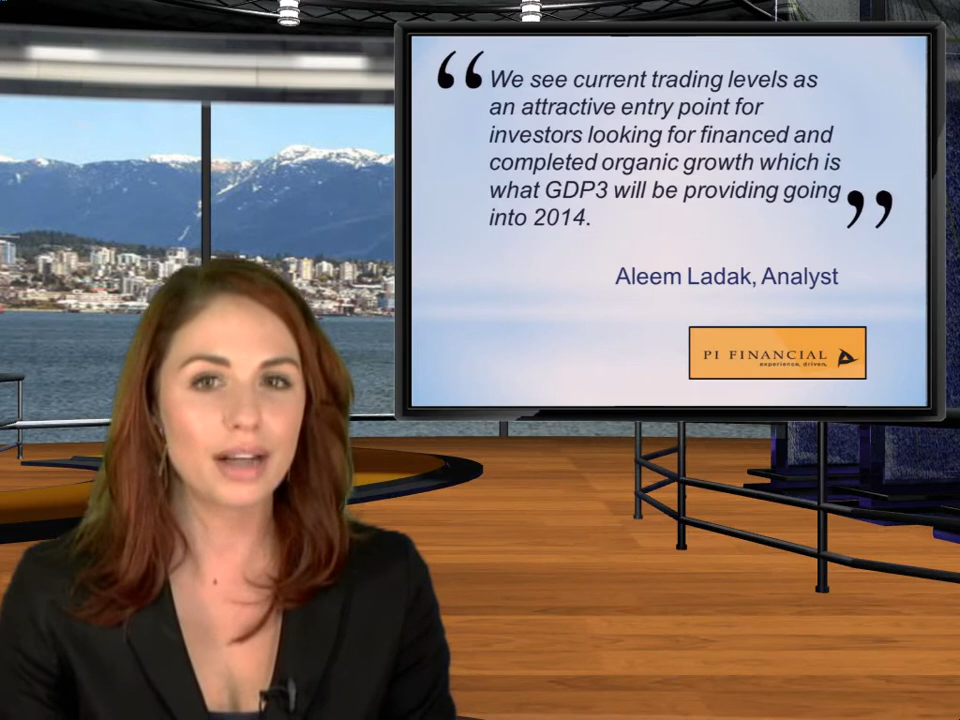 “We see current trading levels as
an attractive entry point for
investors looking for financed and
completed organic growth which is
what GDP3 will be providing going
into 2014.”
Aleem Ladak, Analyst
PI FINANCIAL
experience, driven.